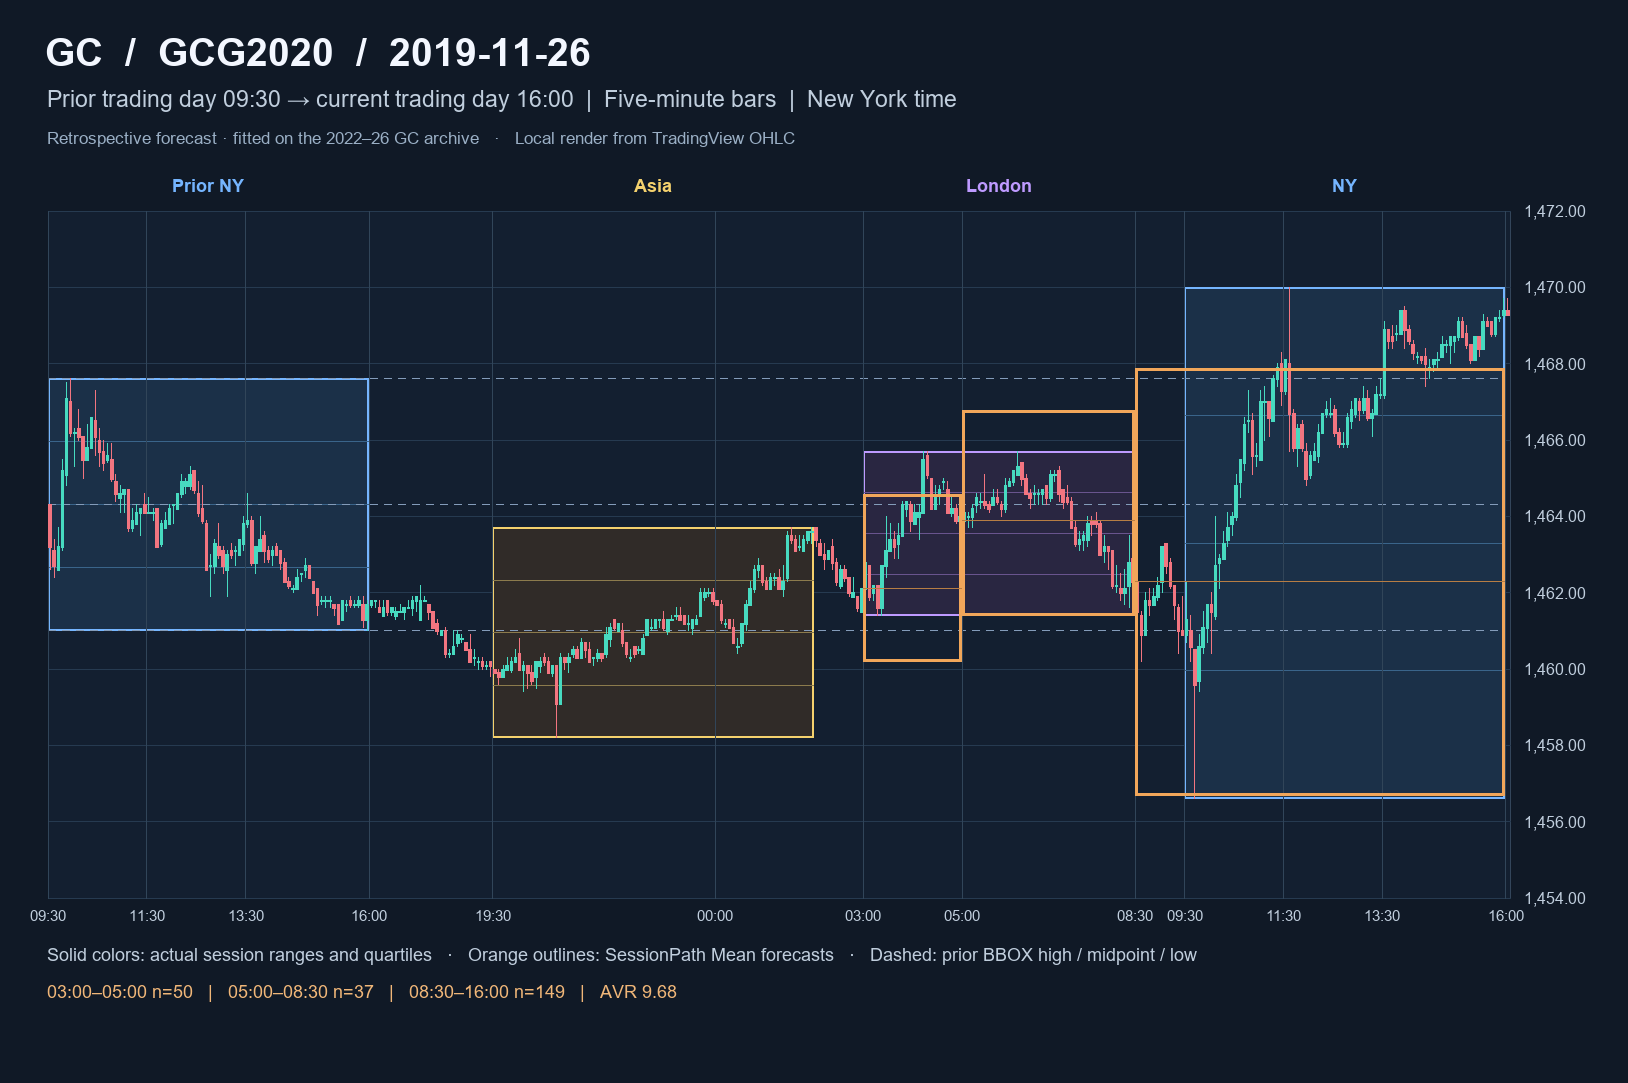 GC / GCG2020 / 2019-11-26
Prior trading day 09:30 → current trading day 16:00 | Five-minute bars | New York time
Retrospective forecast · fitted on the 2022–26 GC archive · Local render from TradingView OHLC
Prior NY Asia London NY
1,472.00
1,470.00
1,468.00
1,466.00
1,464.00
1,462.00
1,460.00
1,458.00
1,456.00
1,454.00
09:30 11:30 13:30 16:00 19:30 00:00 03:00 05:00 08:30 09:30 11:30 13:30 16:00
Solid colors: actual session ranges and quartiles · Orange outlines: SessionPath Mean forecasts · Dashed: prior BBOX high / midpoint / low
03:00–05:00 n=50 | 05:00–08:30 n=37 | 08:30–16:00 n=149 | AVR 9.68